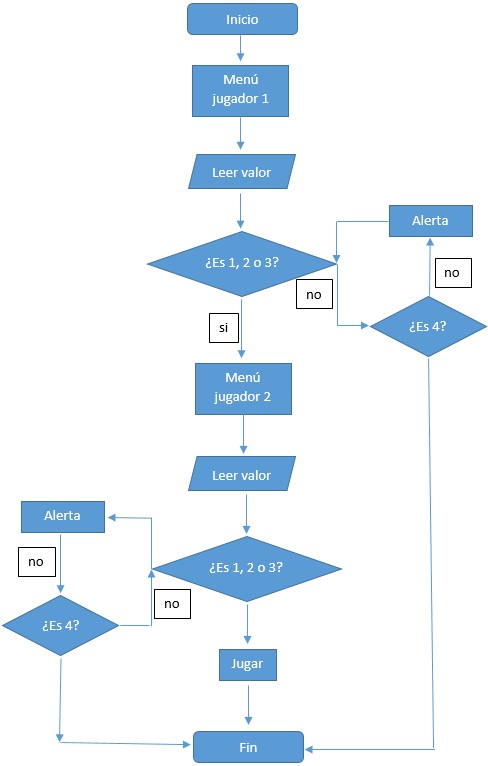 Inicio
Menú
jugador 1
Leer valor
Alerta
¿Es 1, 2 o 3?
no
no
¿Es 4?
si
Menú
jugador 2
Leer valor
Alerta
no
¿Es 1, 2 o 3?
no
¿Es 4?
Jugar
Fin